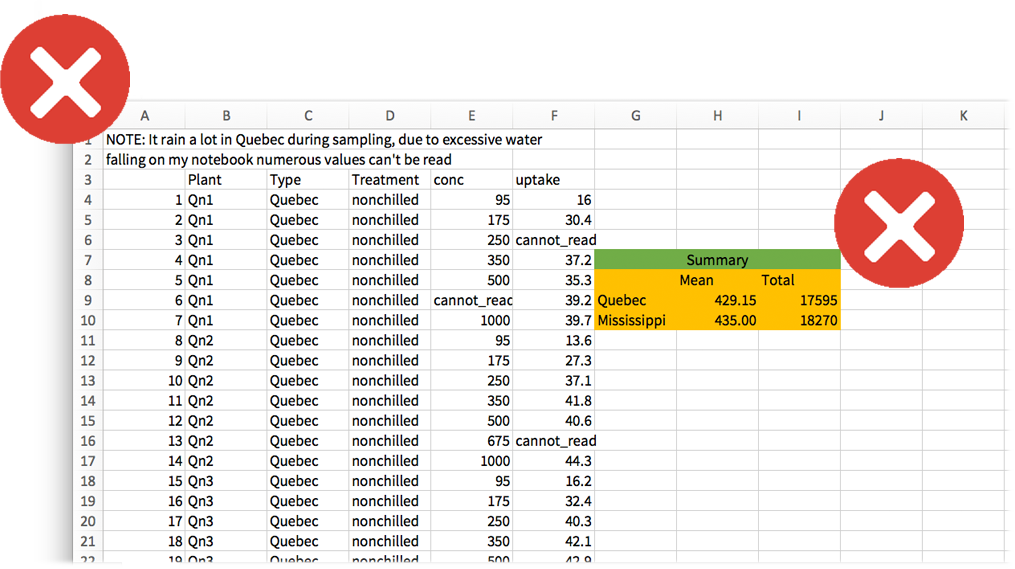 A B C D E F G H I J K
1 NOTE: It rain a lot in Quebec during sampling, due to excessive water
2 falling on my notebook numerous values can't be read
3 Plant Type Treatment conc uptake
4 1 Qn1 Quebec nonchilled 95 16
5 2 Qn1 Quebec nonchilled 175 30.4
6 3 Qn1 Quebec nonchilled 250 cannot_read
7 4 Qn1 Quebec nonchilled 350 37.2 Summary
8 5 Qn1 Quebec nonchilled 500 35.3 Mean Total
9 6 Qn1 Quebec nonchilled cannot_read 39.2 Quebec 429.15 17595
10 7 Qn1 Quebec nonchilled 1000 39.7 Mississippi 435.00 18270
11 8 Qn2 Quebec nonchilled 95 13.6
12 9 Qn2 Quebec nonchilled 175 27.3
13 10 Qn2 Quebec nonchilled 250 37.1
14 11 Qn2 Quebec nonchilled 350 41.8
15 12 Qn2 Quebec nonchilled 500 40.6
16 13 Qn2 Quebec nonchilled 675 cannot_read
17 14 Qn2 Quebec nonchilled 1000 44.3
18 15 Qn3 Quebec nonchilled 95 16.2
19 16 Qn3 Quebec nonchilled 175 32.4
20 17 Qn3 Quebec nonchilled 250 40.3
21 18 Qn3 Quebec nonchilled 350 42.1
22 19 Qn3 Quebec nonchilled 500 42.9